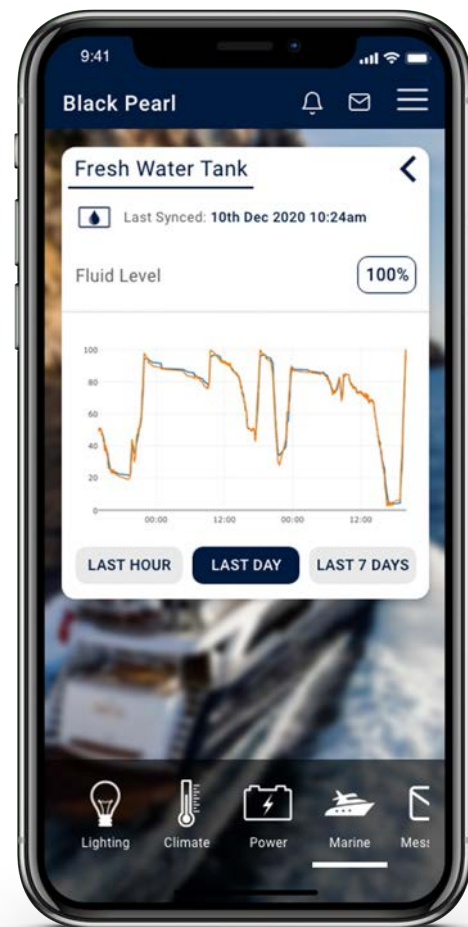 9:41
Black Pearl
Fresh Water Tank
Last Synced: 10th Dec 2020 10:24am
Fluid Level
100%
100
80
60
40
20
0
00:00 12:00 00:00 12:00
LAST HOUR LAST DAY LAST 7 DAYS
Lighting Climate Power Marine Mess